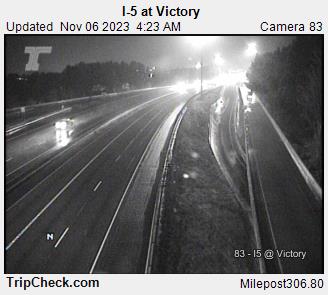 I-5 at Victory
Updated Nov 06 2023 4:23 AM Camera 83
T
N
83 - I5 @ Victory
TripCheck.com Milepost306.80